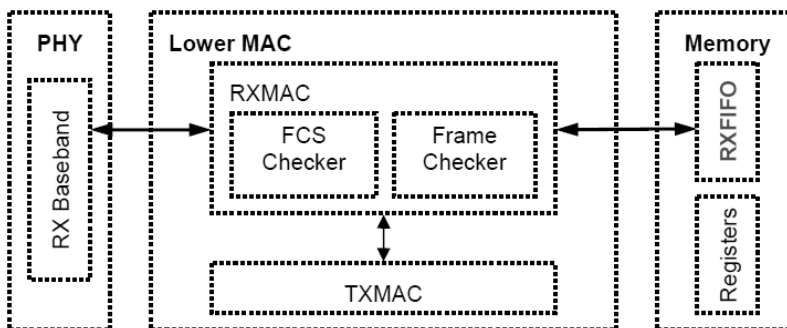 PHY
Lower MAC
Memory
RX Baseband
RXMAC
FCS
Checker
Frame
Checker
TXMAC
RXFIFO
Registers